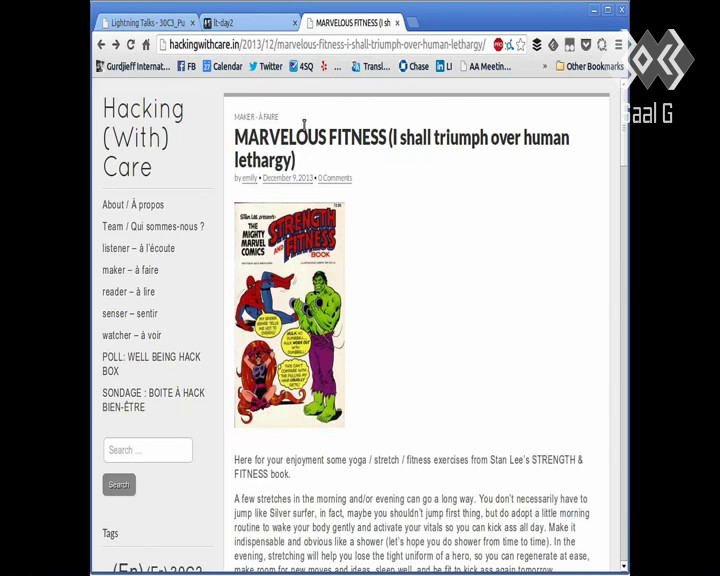 Lightning Talks - 30C3_Pu
lt-day2
MARVELOUS FITNESS (I sh
hackingwithcare.in/2013/12/marvelous-fitness-i-shall-triumph-over-human-lethargy/
Gurdjieff Internat...
FB
Calendar
Twitter
4SQ
...
Transl...
Chase
LI
AA Meetin...
»
Other Bookmarks
Saal G
Hacking
(With)
Care
About / À propos
Team / Qui sommes-nous ?
listener – à l'écoute
maker – à faire
reader – à lire
senser – sentir
watcher – à voir
POLL: WELL BEING HACK
BOX
SONDAGE : BOITE À HACK
BIEN-ÊTRE
Search ...
Search
Tags
MAKER - À FAIRE
MARVELOUS FITNESS (I shall triumph over human
lethargy)
by emily • December 9, 2013 • 0 Comments
Stan Lee presents:
THE
MIGHTY
MARVEL
COMICS
STRENGTH
AND FITNESS
BOOK
Here for your enjoyment some yoga / stretch / fitness exercises from Stan Lee's STRENGTH &
FITNESS book.
A few stretches in the morning and/or evening can go a long way. You don't necessarily have to
jump like Silver surfer, in fact, maybe you shouldn't jump first thing, but do adopt a little morning
routine to wake your body gently and activate your vitals so you can kick ass all day. Make it
indispensable and obvious like a shower (let's hope you do shower from time to time). In the
evening, stretching will help you lose the tight uniform of a hero, so you can regenerate at ease,
make room for new moves and ideas, sleep well, and be fit to kick ass again tomorrow.